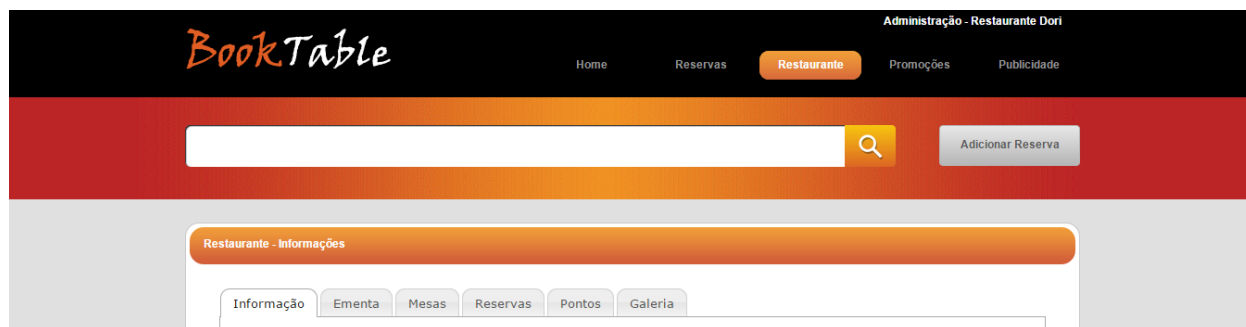 Administração - Restaurante Dori
BookTable
Home Reservas Restaurante Promoções Publicidade
Adicionar Reserva
Restaurante - Informações
Informação Ementa Mesas Reservas Pontos Galeria